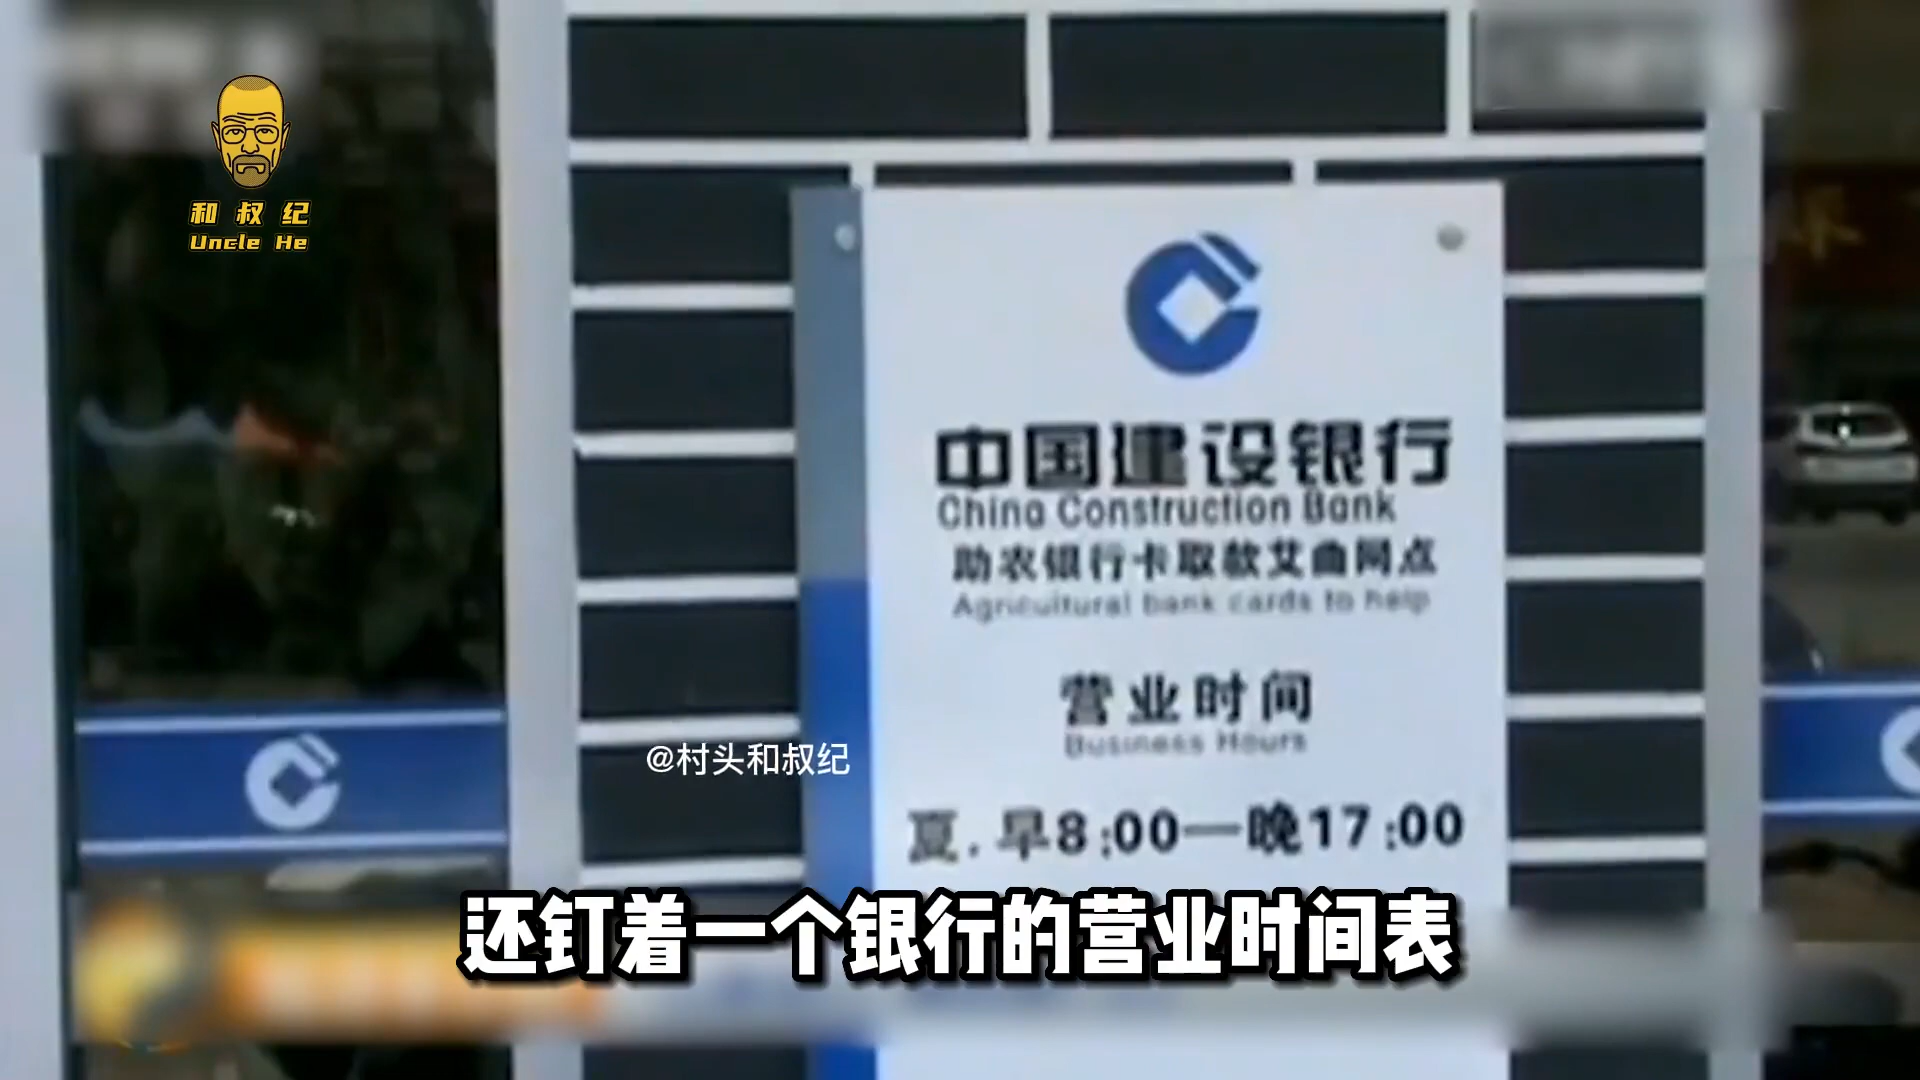 和叔纪
Uncle He
中国建设银行
China Construction Bank
助农银行卡取款艾曲网点
Agricultural bank cards to help
营业时间
Business Hours
@村头和叔纪
夏.早8:00—晚17:00
还钉着一个银行的营业时间表